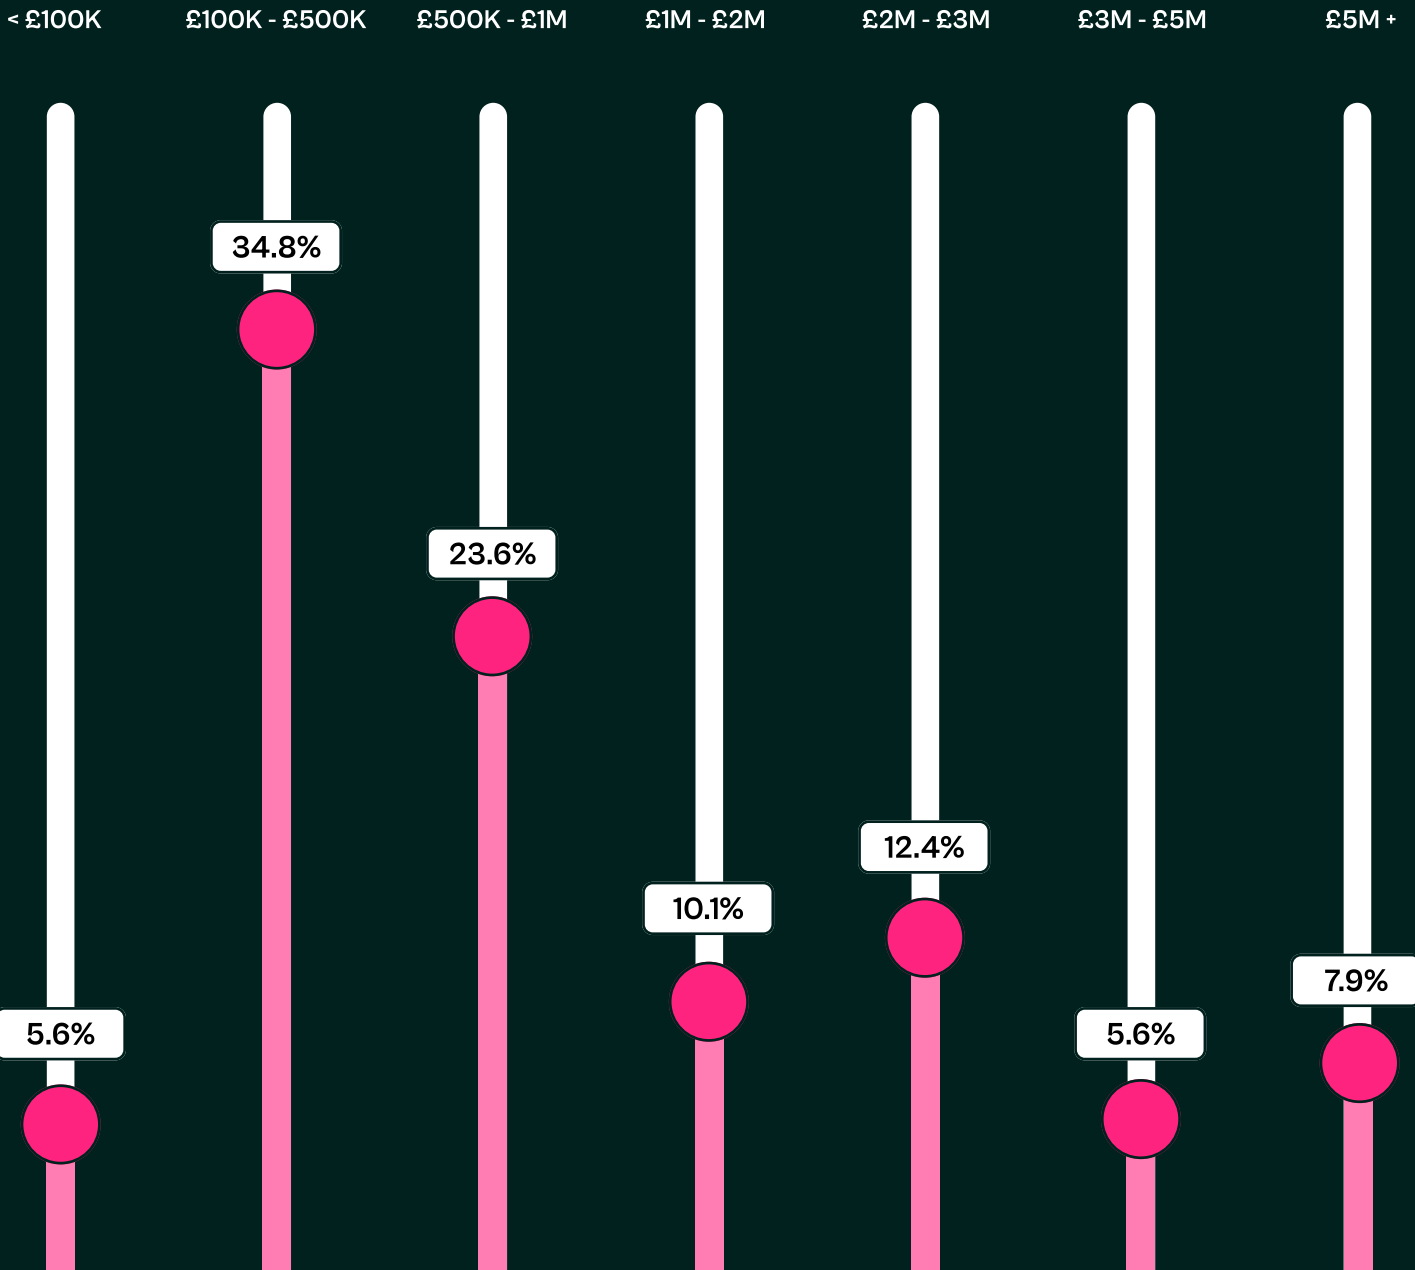 < £100K
£100K - £500K
£500K - £1M
£1M - £2M
£2M - £3M
£3M - £5M
£5M +
34.8%
23.6%
12.4%
10.1%
7.9%
5.6%
5.6%